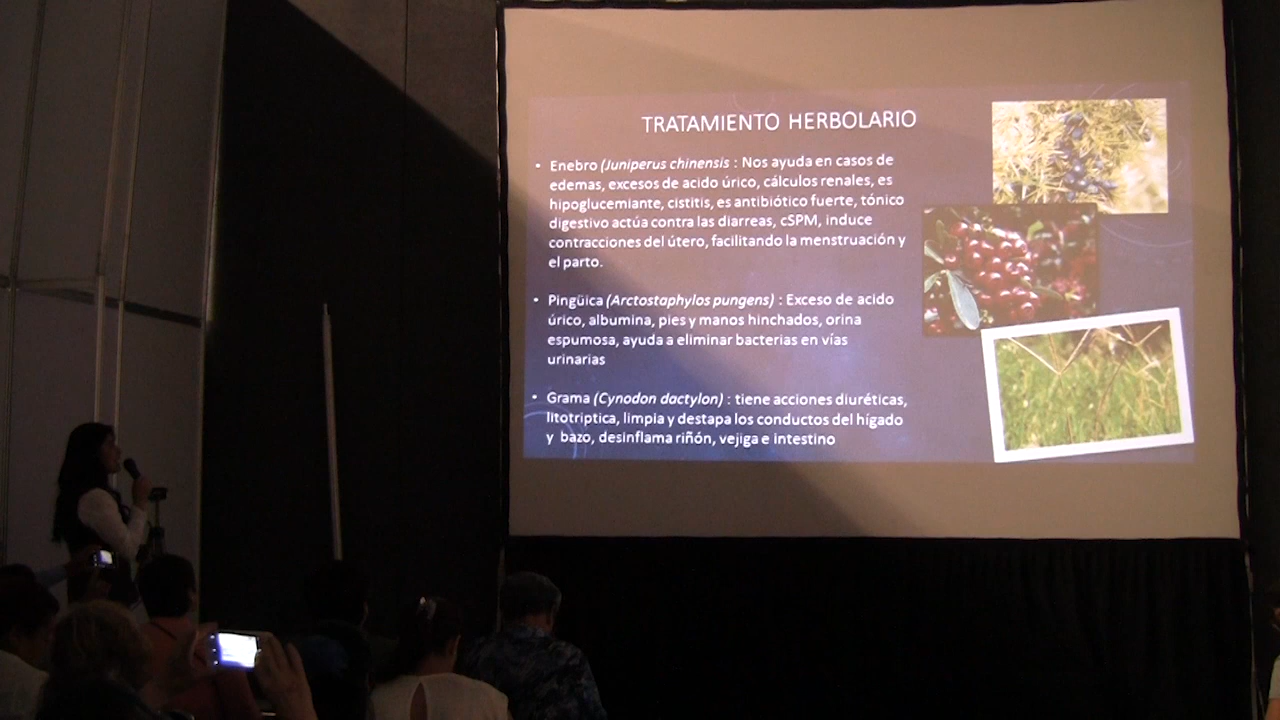 TRATAMIENTO HERBOLARIO
• Enebro (Juniperus chinensis : Nos ayuda en casos de
edemas, excesos de acido úrico, cálculos renales, es
hipoglucemiante, cistitis, es antibiótico fuerte, tónico
digestivo actúa contra las diarreas, cSPM, induce
contracciones del útero, facilitando la menstruación y
el parto.
• Pingüica (Arctostaphylos pungens) : Exceso de acido
úrico, albumina, pies y manos hinchados, orina
espumosa, ayuda a eliminar bacterias en vías
urinarias
• Grama (Cynodon dactylon) : tiene acciones diuréticas,
litotriptica, limpia y destapa los conductos del hígado
y bazo, desinflama riñón, vejiga e intestino